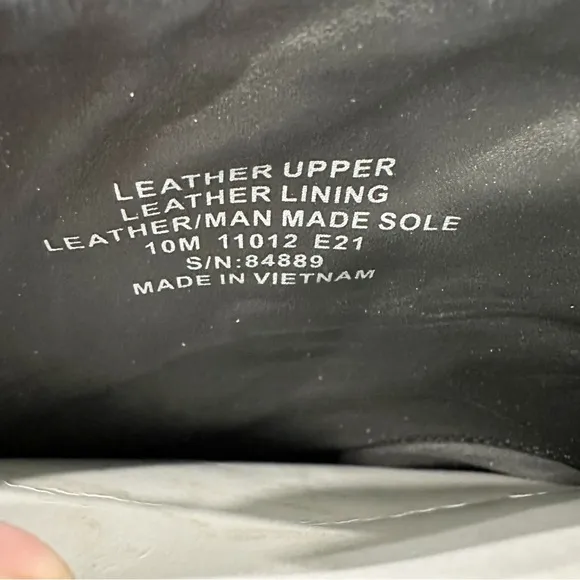 LEATHER UPPER
LEATHER LINING
LEATHER/MAN MADE SOLE
10M 11012 E21
S/N:84889
MADE IN VIETNAM